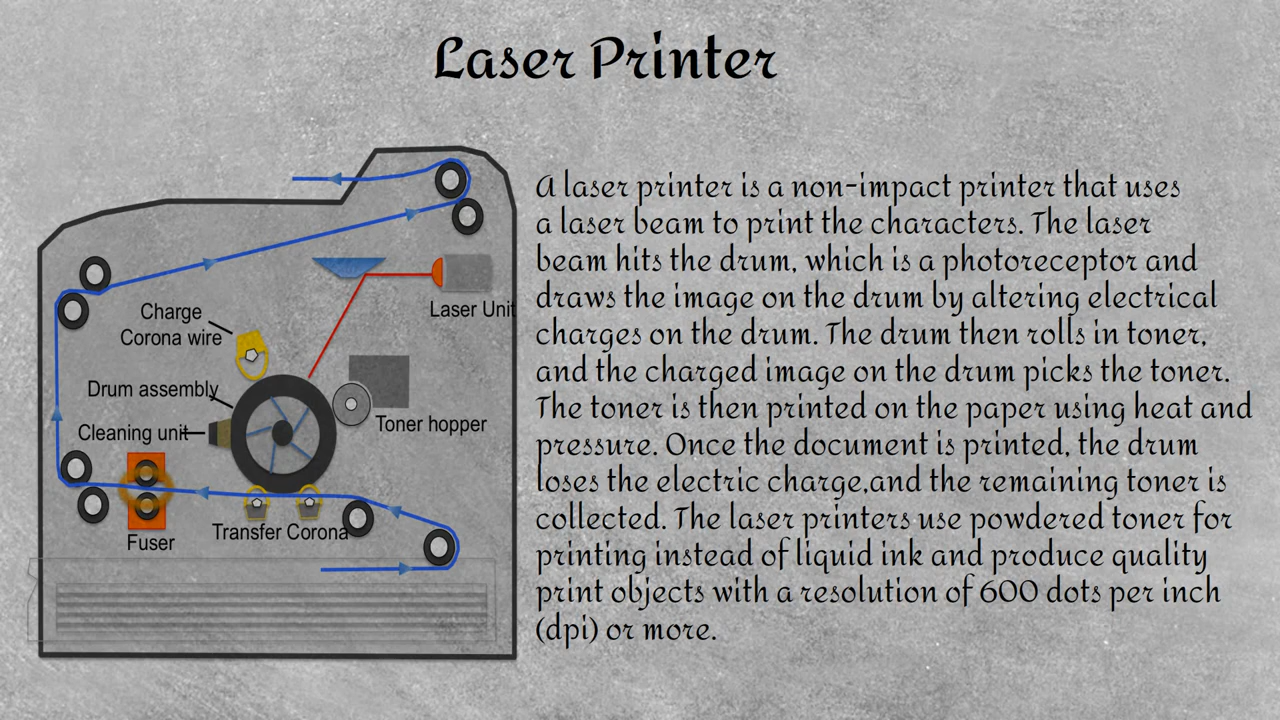 Laser Printer
A laser printer is a non-impact printer that uses
a laser beam to print the characters. The laser
beam hits the drum, which is a photoreceptor and
draws the image on the drum by altering electrical
charges on the drum. The drum then rolls in toner,
and the charged image on the drum picks the toner.
The toner is then printed on the paper using heat and
pressure. Once the document is printed, the drum
loses the electric charge,and the remaining toner is
collected. The laser printers use powdered toner for
printing instead of liquid ink and produce quality
print objects with a resolution of 600 dots per inch
(dpi) or more.
Laser Unit
Charge
Corona wire
Drum assembly
Toner hopper
Cleaning unit
Transfer Corona
Fuser